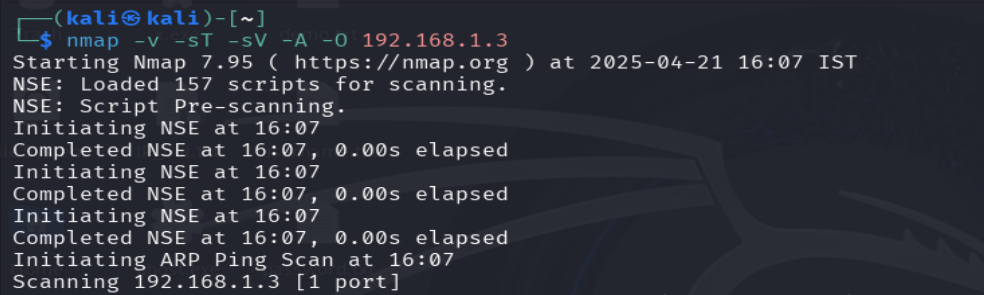 ┌──(kali㉿kali)-[~]
└─$ nmap -v -sT -sV -A -O 192.168.1.3
Starting Nmap 7.95 ( https://nmap.org ) at 2025-04-21 16:07 IST
NSE: Loaded 157 scripts for scanning.
NSE: Script Pre-scanning.
Initiating NSE at 16:07
Completed NSE at 16:07, 0.00s elapsed
Initiating NSE at 16:07
Completed NSE at 16:07, 0.00s elapsed
Initiating NSE at 16:07
Completed NSE at 16:07, 0.00s elapsed
Initiating ARP Ping Scan at 16:07
Scanning 192.168.1.3 [1 port]